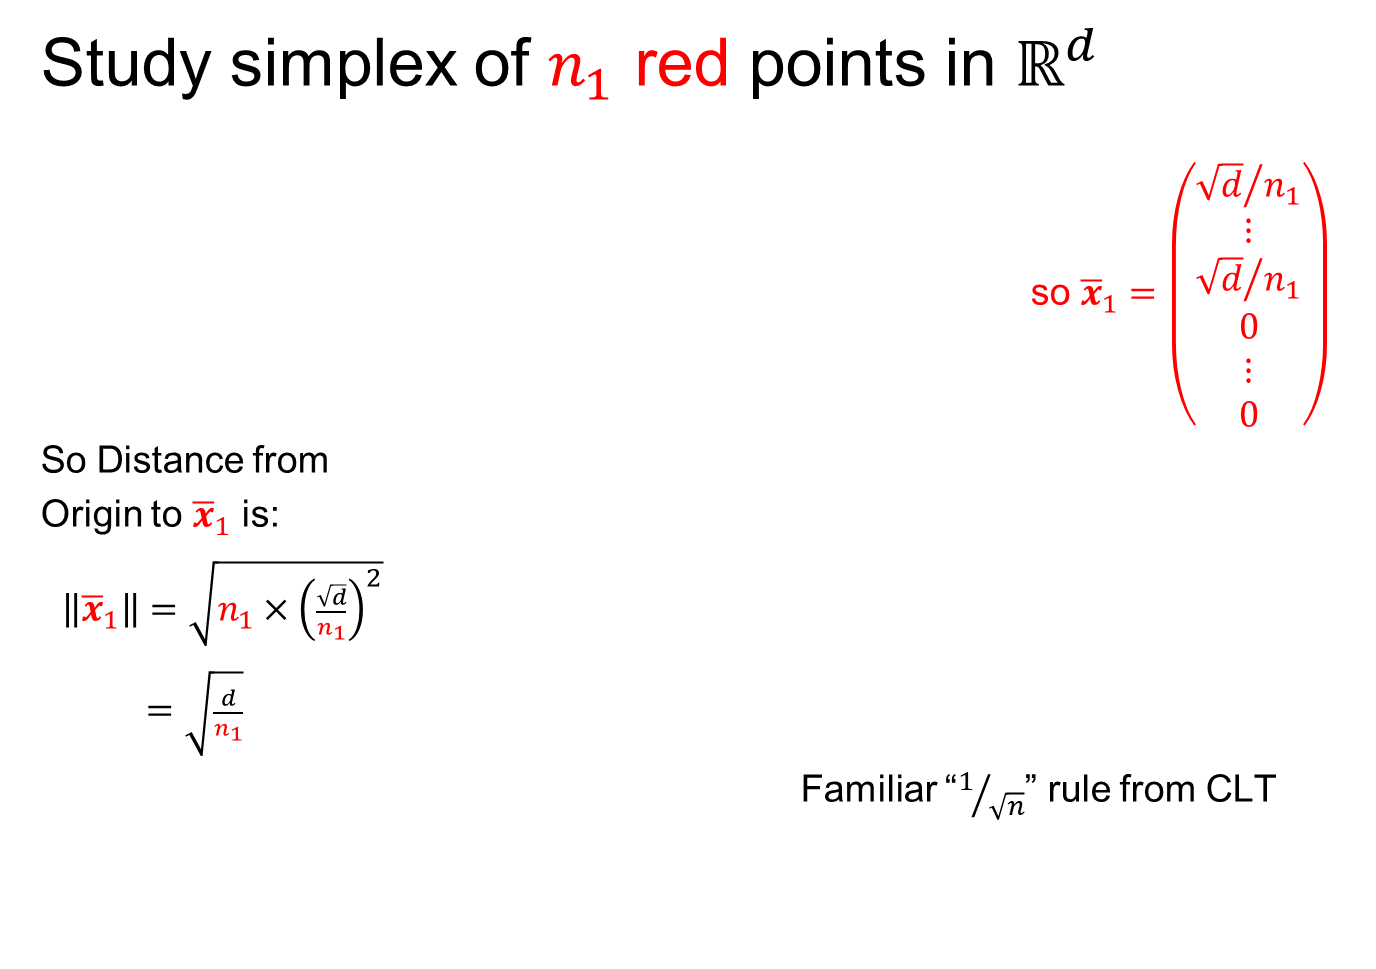 Study simplex of n₁ red points in ℝᵈ
so x̅₁ = (√d/n₁
⋮
√d/n₁
0
⋮
0)
So Distance from
Origin to x̅₁ is:
‖x̅₁‖ = √(n₁ × (√d/n₁)²)
= √(d/n₁)
Familiar “1/√n” rule from CLT